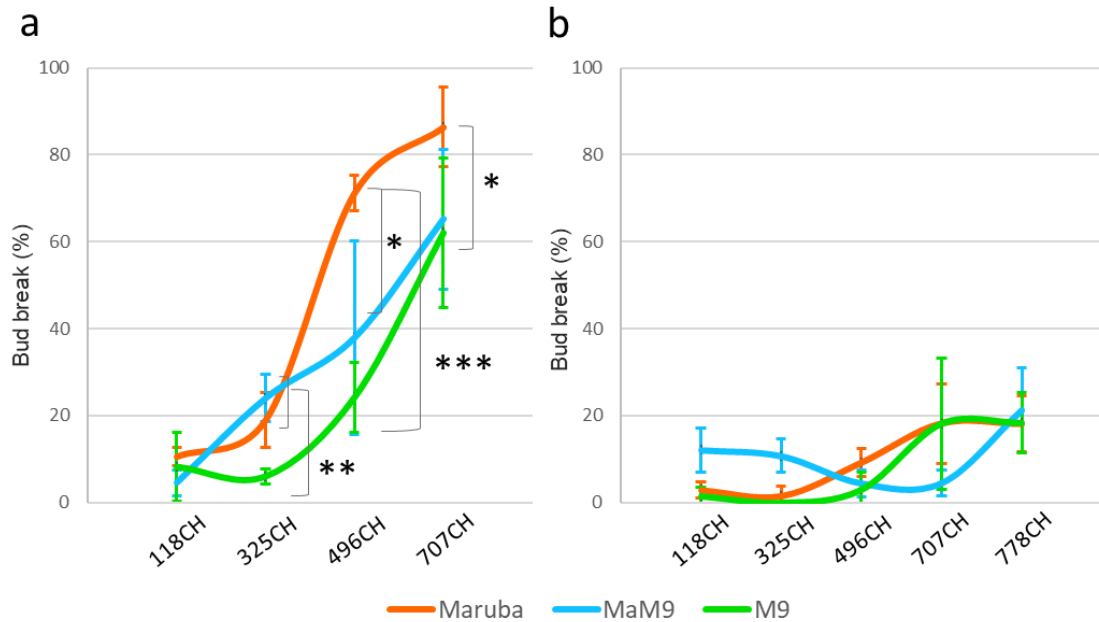 a
b
Bud break (%)
100
80
60
40
20
0
*
*
***
**
118CH
325CH
496CH
707CH
Bud break (%)
100
80
60
40
20
0
118CH
325CH
496CH
707CH
778CH
Maruba MaM9 M9